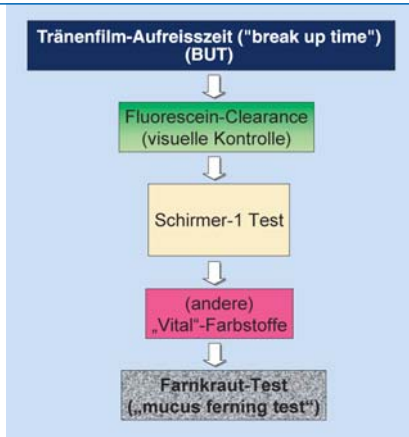 Tränenfilm-Aufreisszeit ("break up time")
(BUT)
Fluorescein-Clearance
(visuelle Kontrolle)
Schirmer-1 Test
(andere)
„Vital“-Farbstoffe
Farnkraut-Test
(„mucus ferning test“)